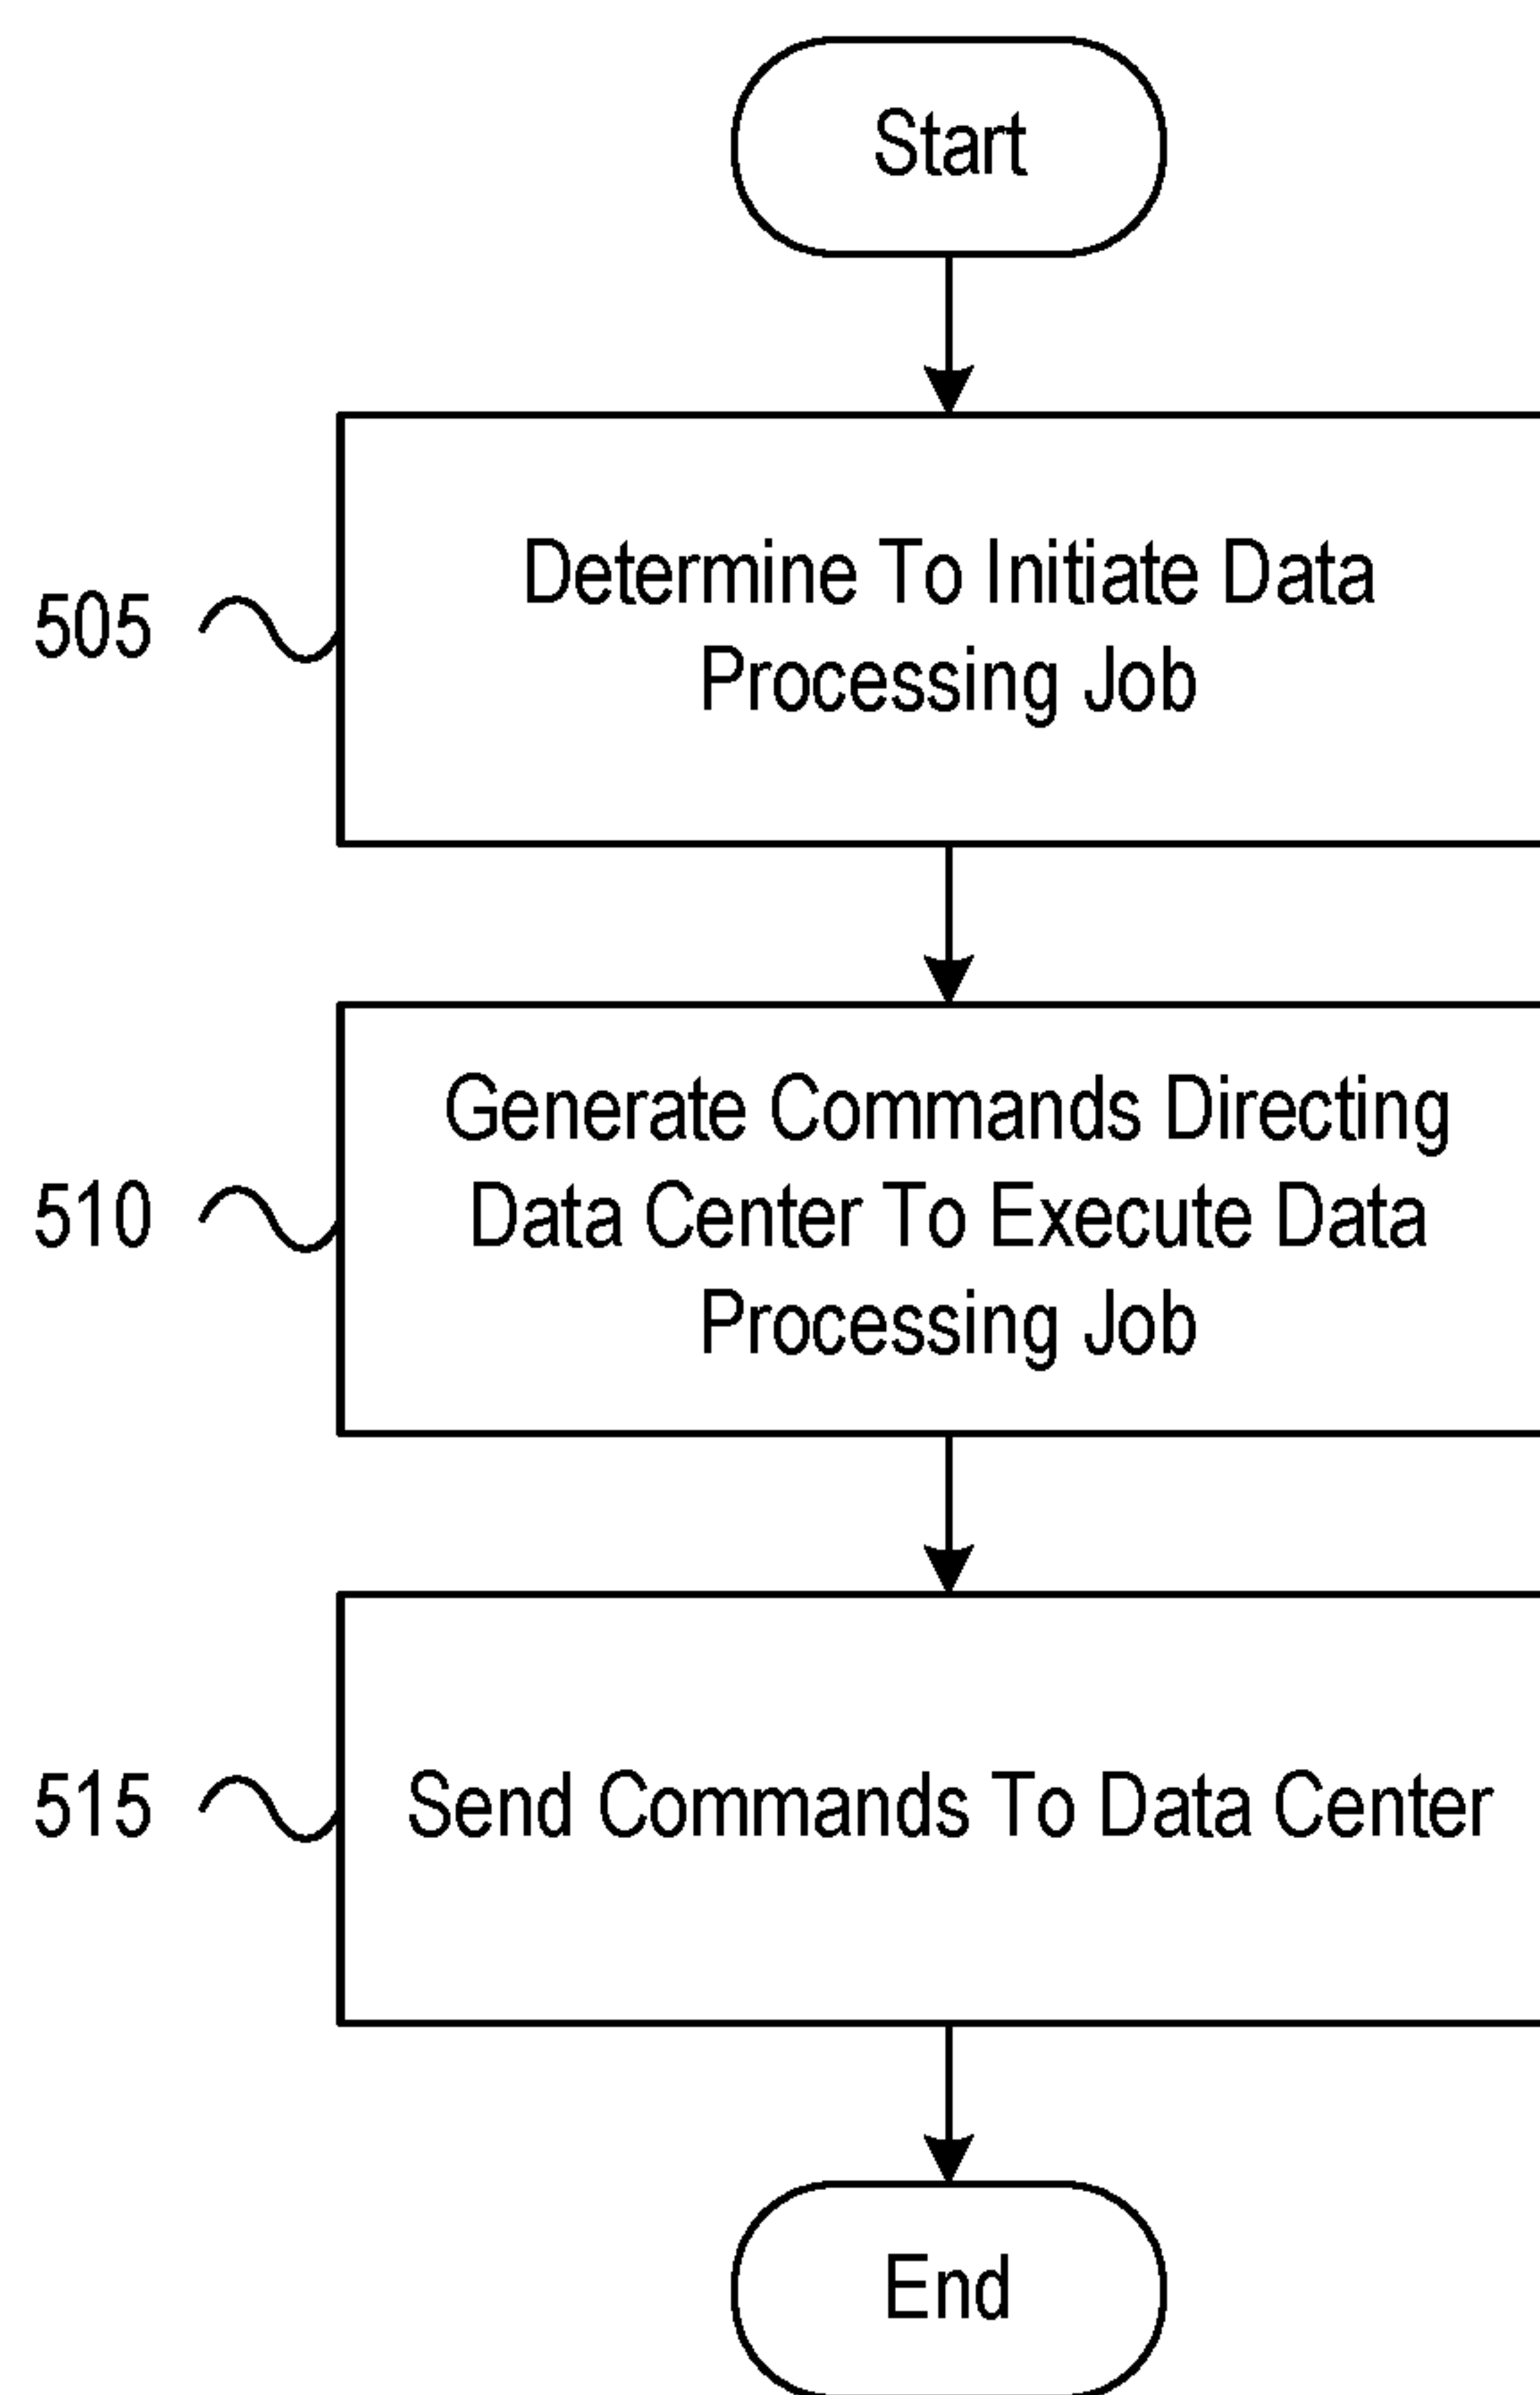 Start
505
Determine To Initiate Data
Processing Job
510
Generate Commands Directing
Data Center To Execute Data
Processing Job
515
Send Commands To Data Center
End